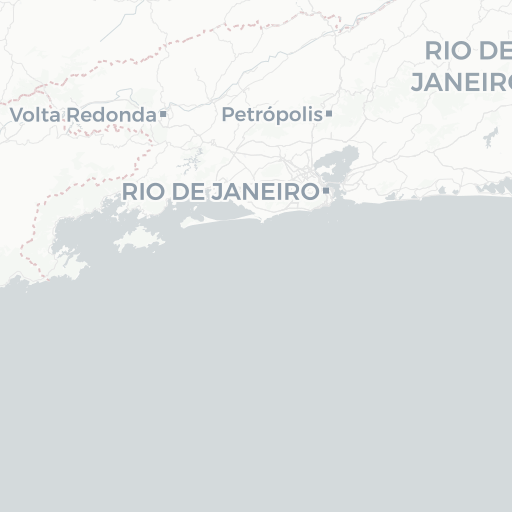 RIO DE
JANEIRO
Volta Redonda
Petrópolis
RIO DE JANEIRO